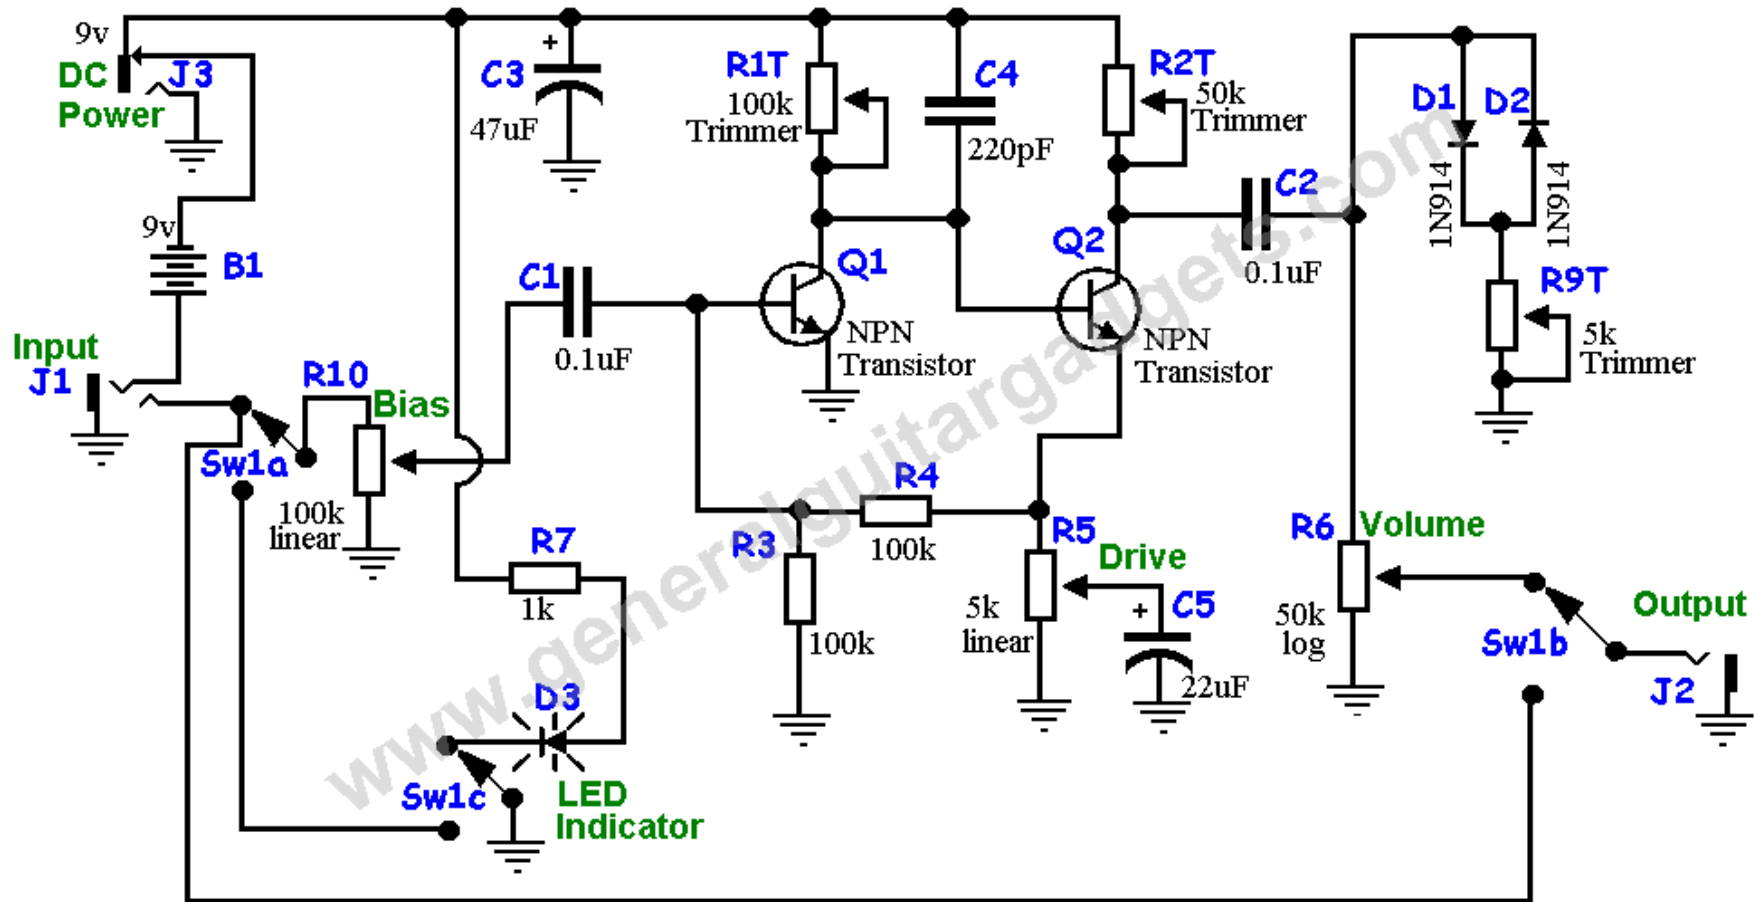 9v
DC
Power
J3
+
C3
47uF
R1T
100k
Trimmer
C4
220pF
R2T
50k
Trimmer
D1
D2
1N914
1N914
C2
0.1uF
9v
B1
C1
0.1uF
Q1
NPN
Transistor
Q2
NPN
Transistor
R9T
5k
Trimmer
Input
J1
R10
Bias
Sw1a
100k
linear
R7
1k
R3
100k
R4
100k
R5
Drive
5k
linear
+
C5
22uF
R6
Volume
50k
log
Sw1b
Output
J2
D3
Sw1c
LED
Indicator
www.generalguitargadgets.com